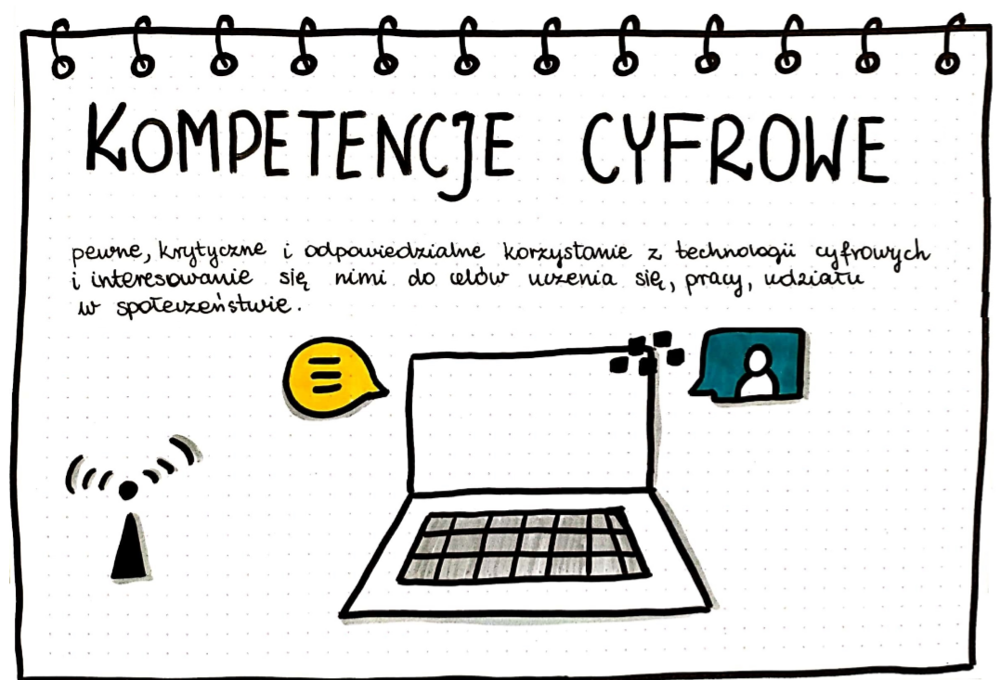 KOMPETENCJE CYFROWE
pewne, krytyczne i odpowiedzialne korzystanie z technologii cyfrowych
i interesowanie się nimi do celów uczenia się, pracy, udziału
w społeczeństwie.